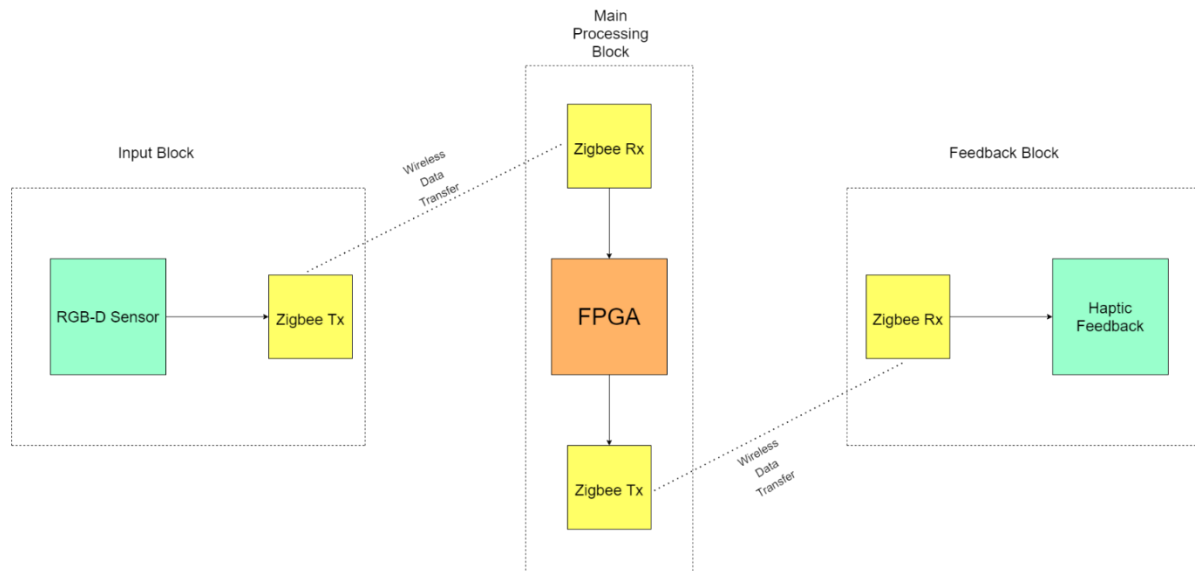 Main
Processing
Block
Input Block
Feedback Block
Zigbee Rx
Wireless
Data
Transfer
RGB-D Sensor
Zigbee Tx
FPGA
Zigbee Rx
Haptic
Feedback
Zigbee Tx
Wireless
Data
Transfer